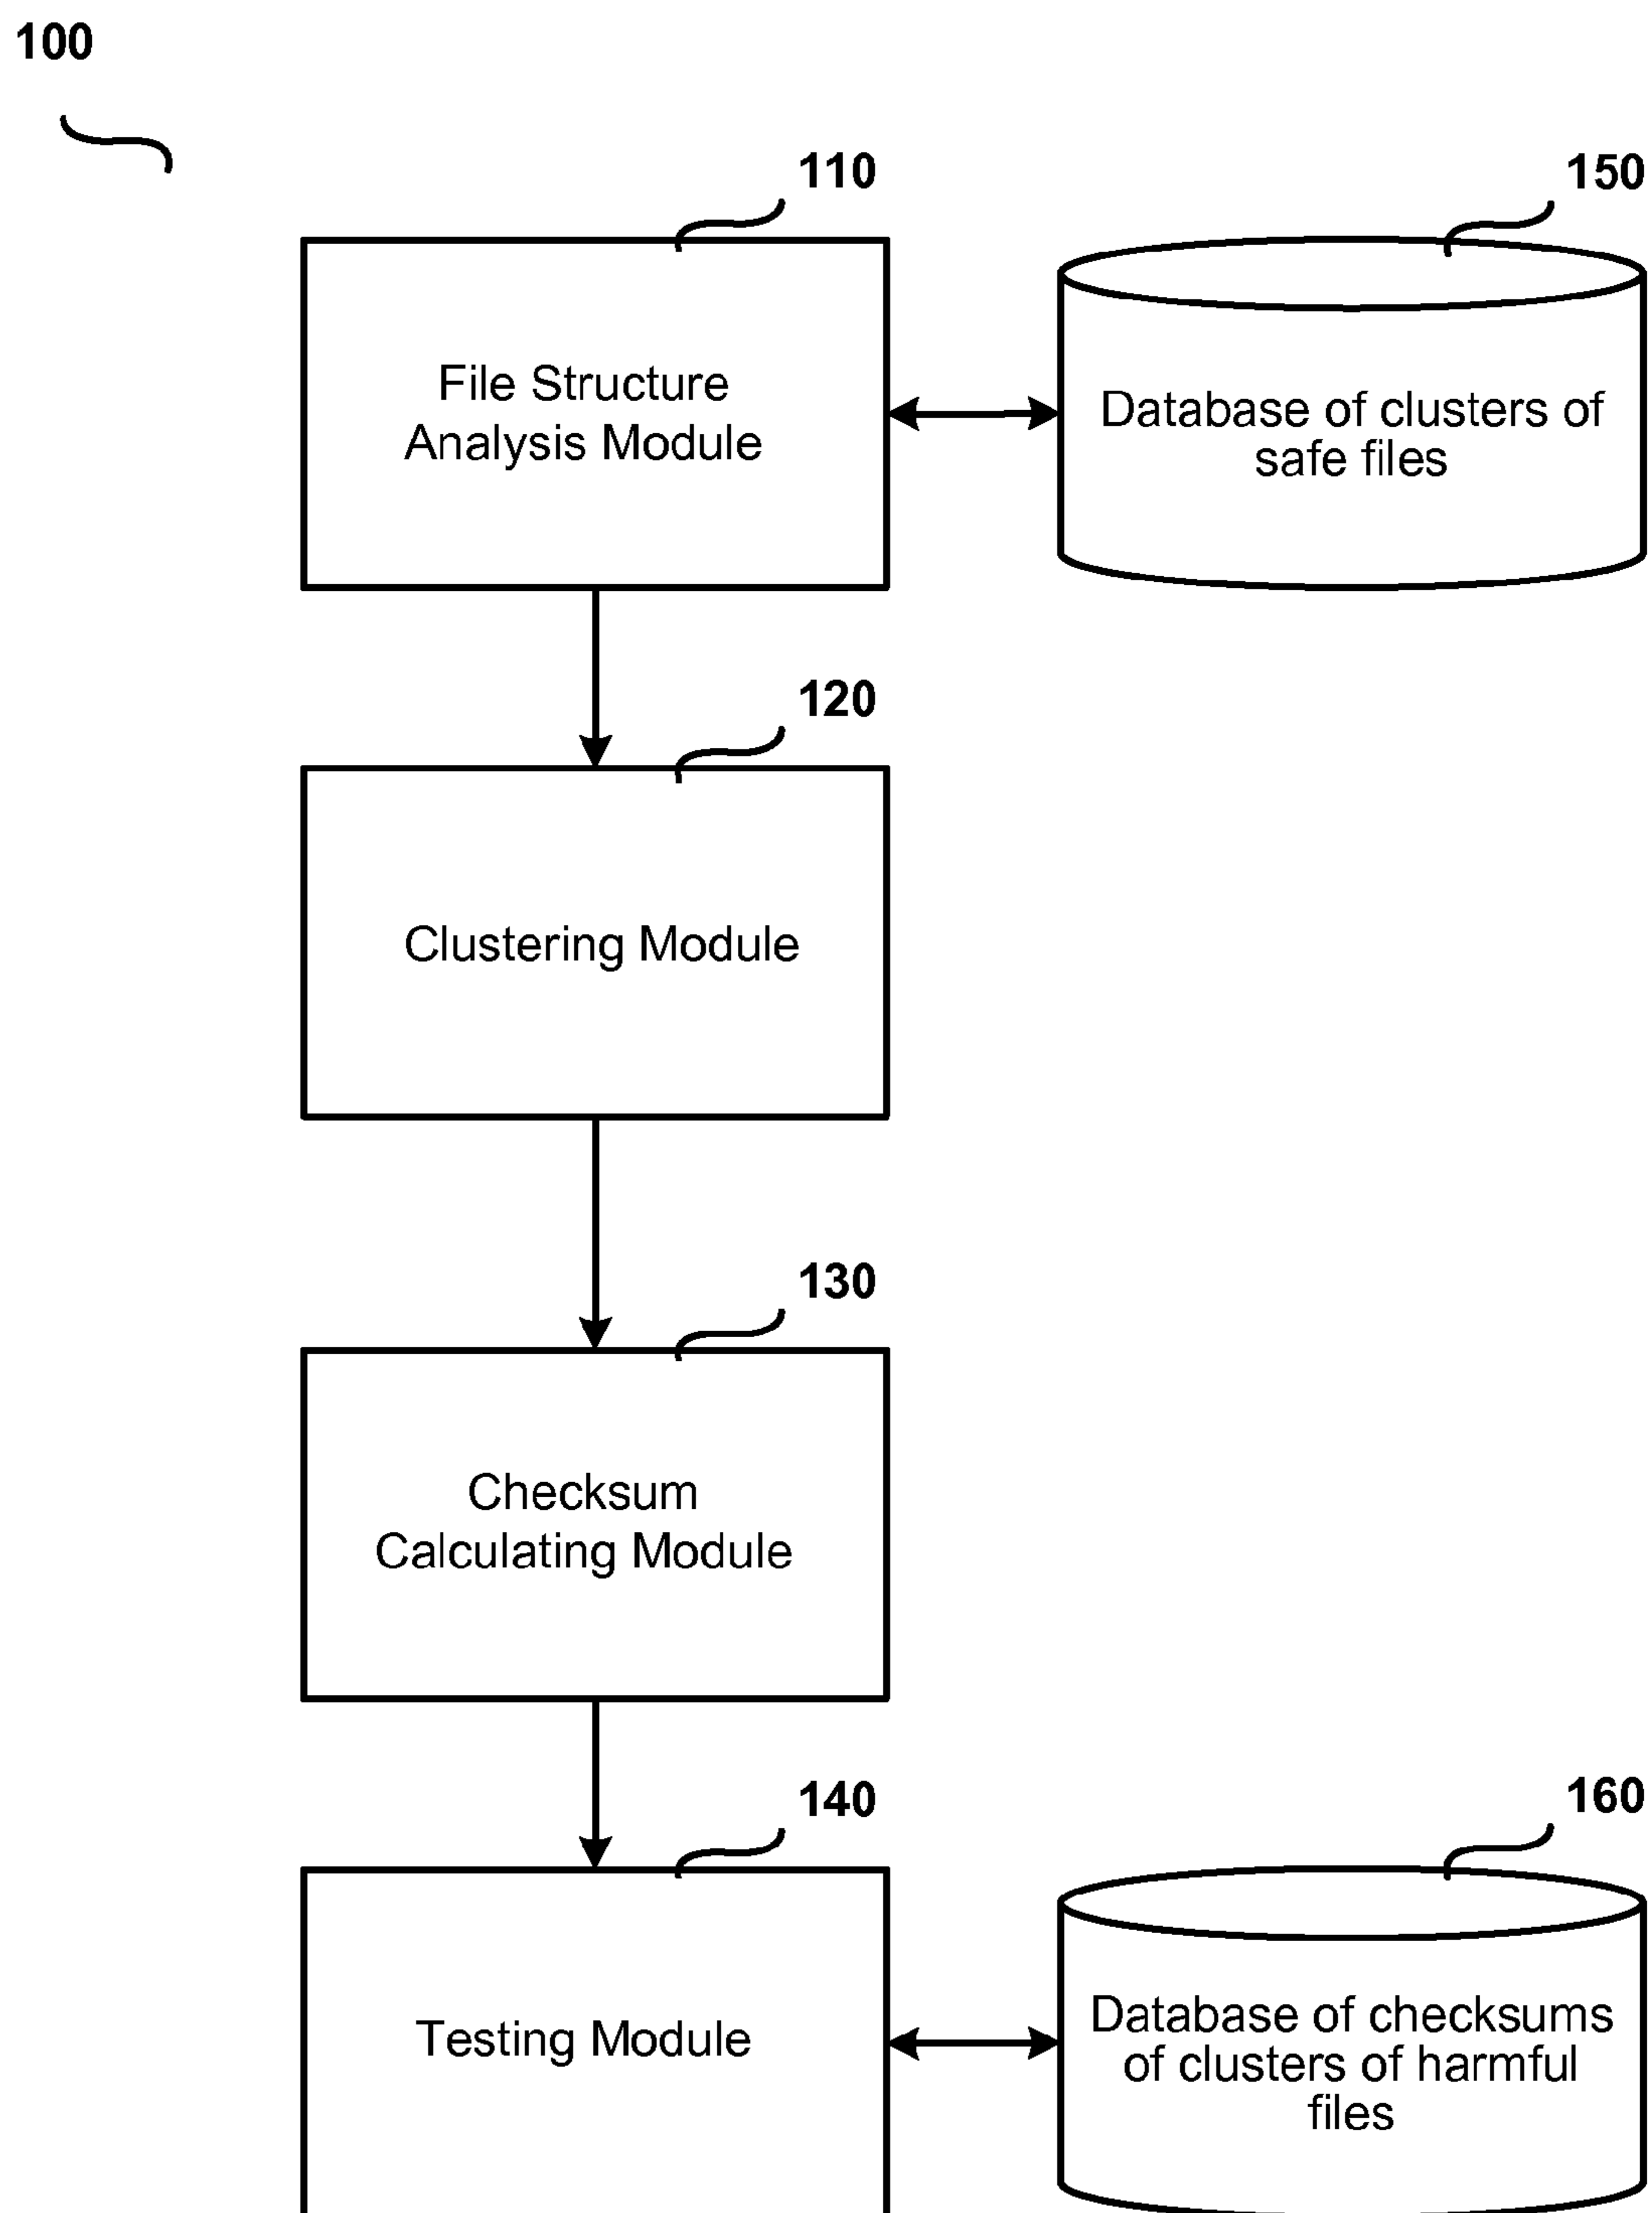 100
110
150
File Structure
Analysis Module
Database of clusters of
safe files
120
Clustering Module
130
Checksum
Calculating Module
140
160
Testing Module
Database of checksums
of clusters of harmful
files